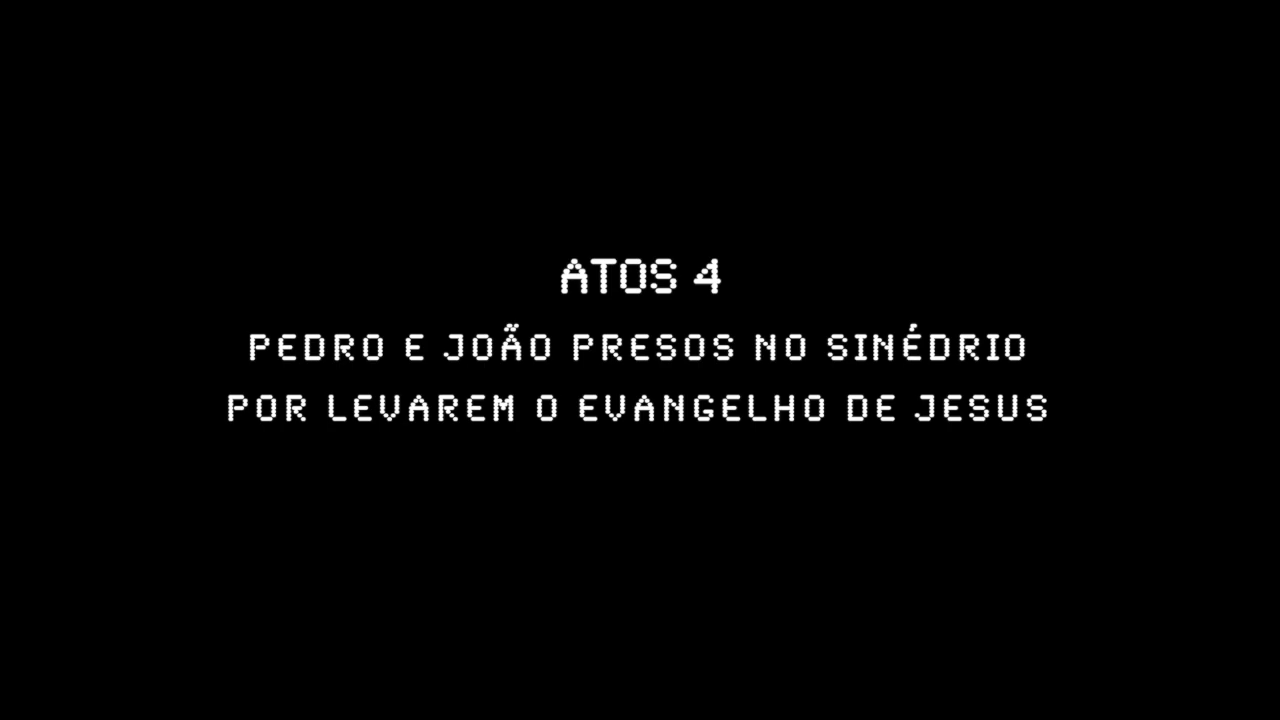 ATOS 4
PEDRO E JOÃO PRESOS NO SINÉDRIO
POR LEVAREM O EVANGELHO DE JESUS